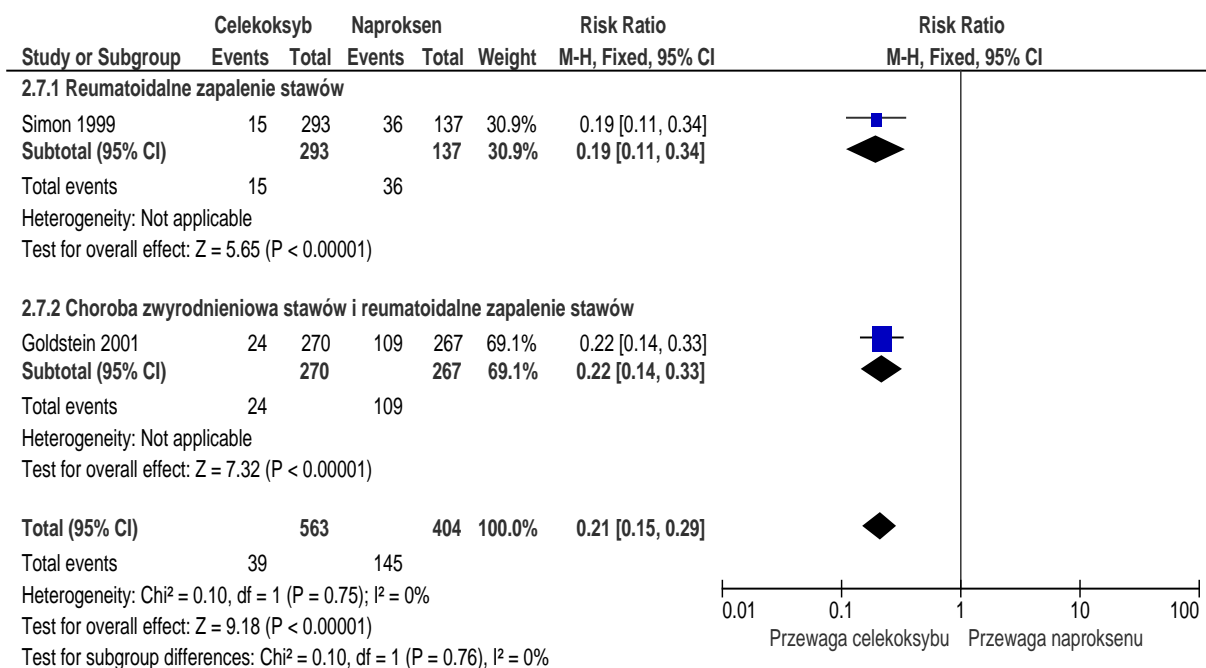 Celekoksyb Naproksen Risk Ratio Risk Ratio
Study or Subgroup Events Total Events Total Weight M-H, Fixed, 95% CI M-H, Fixed, 95% CI
2.7.1 Reumatoidalne zapalenie stawów
Simon 1999 15 293 36 137 30.9% 0.19 [0.11, 0.34]
Subtotal (95% CI) 293 137 30.9% 0.19 [0.11, 0.34]
Total events 15 36
Heterogeneity: Not applicable
Test for overall effect: Z = 5.65 (P < 0.00001)
2.7.2 Choroba zwyrodnieniowa stawów i reumatoidalne zapalenie stawów
Goldstein 2001 24 270 109 267 69.1% 0.22 [0.14, 0.33]
Subtotal (95% CI) 270 267 69.1% 0.22 [0.14, 0.33]
Total events 24 109
Heterogeneity: Not applicable
Test for overall effect: Z = 7.32 (P < 0.00001)
Total (95% CI) 563 404 100.0% 0.21 [0.15, 0.29]
Total events 39 145
Heterogeneity: Chi² = 0.10, df = 1 (P = 0.75); I² = 0%
Test for overall effect: Z = 9.18 (P < 0.00001)
Test for subgroup differences: Chi² = 0.10, df = 1 (P = 0.76), I² = 0%
0.01 0.1 1 10 100
Przewaga celekoksybu Przewaga naproksenu